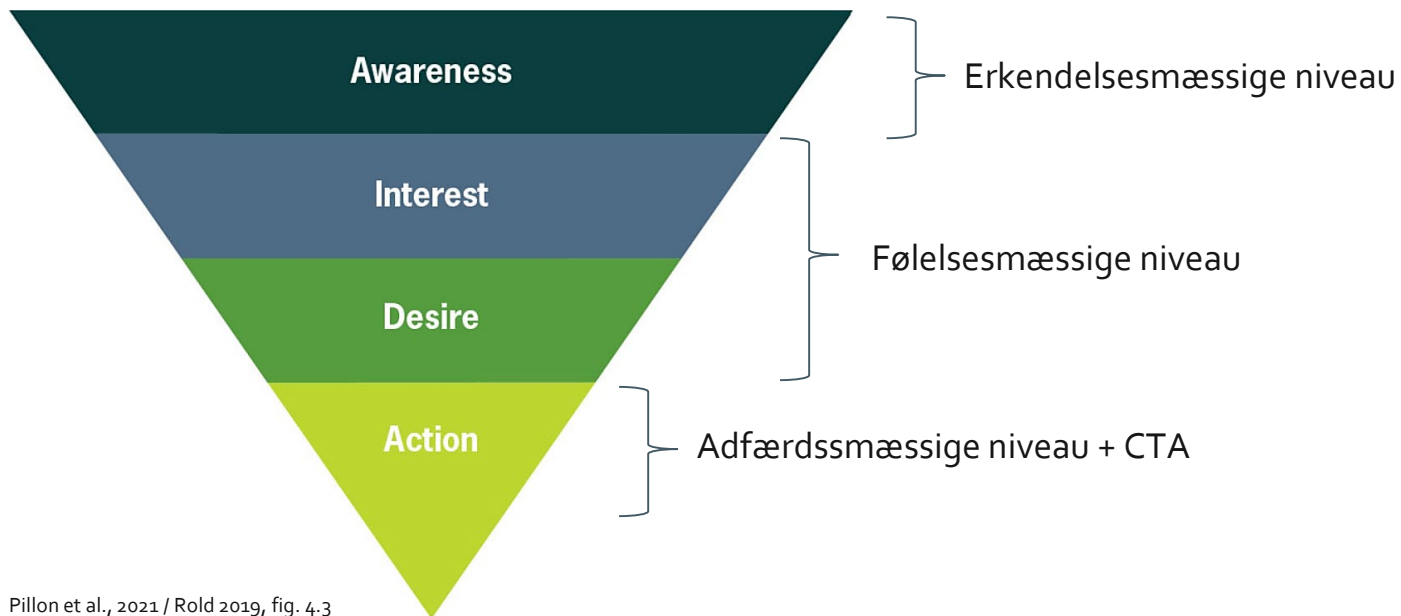 Awareness
Erkendelsesmæssige niveau
Interest
Følelsesmæssige niveau
Desire
Action
Adfærdssmæssige niveau + CTA
Pillon et al., 2021 / Rold 2019, fig. 4.3